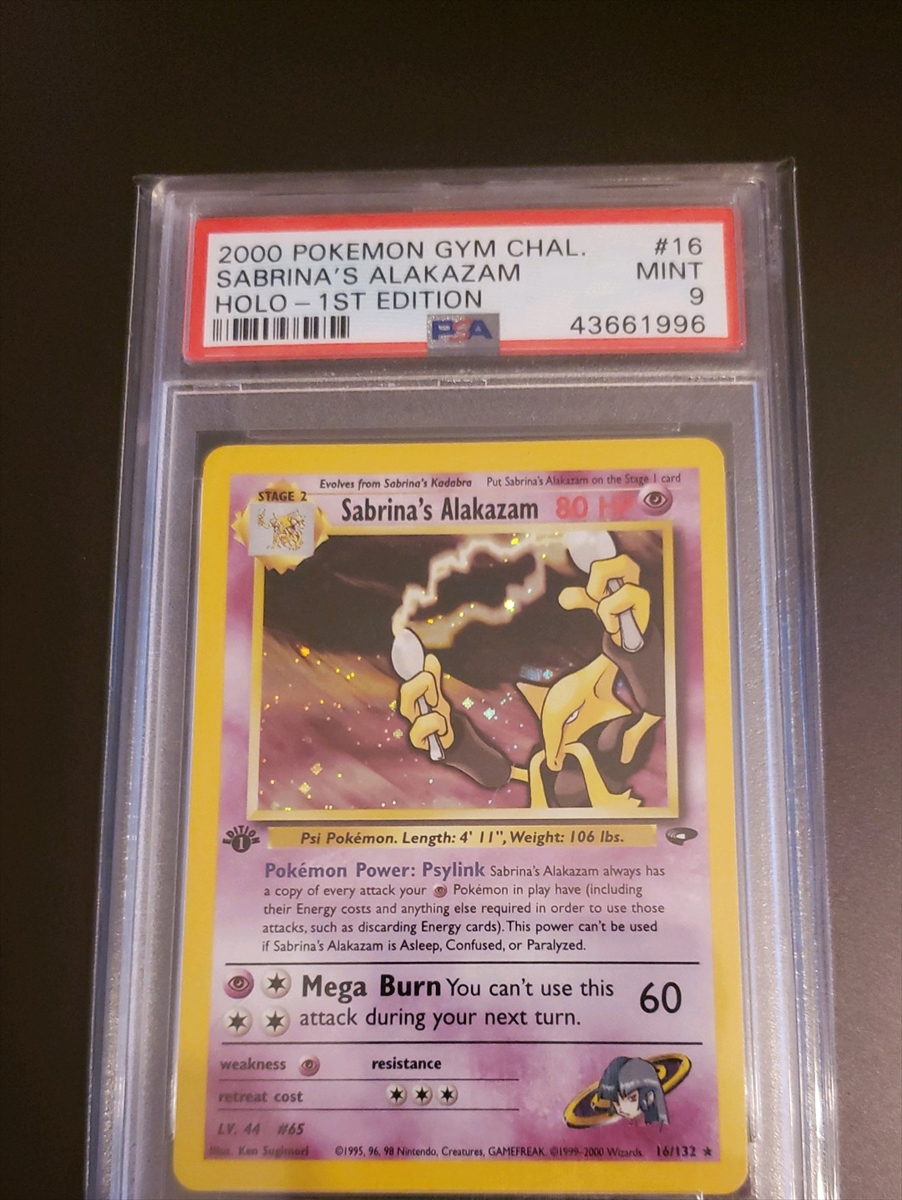 2000 POKEMON GYM CHAL. #16
SABRINA'S ALAKAZAM MINT
HOLO – 1ST EDITION 9
PSA 43661996
Evolves from Sabrina's Kadabra Put Sabrina's Alakazam on the Stage 1 card
STAGE 2
Sabrina's Alakazam 80 HP
EDITION 1
Psi Pokémon. Length: 4' 11", Weight: 106 lbs.
Pokémon Power: Psylink Sabrina's Alakazam always has
a copy of every attack your Pokémon in play have (including
their Energy costs and anything else required in order to use those
attacks, such as discarding Energy cards). This power can't be used
if Sabrina's Alakazam is Asleep, Confused, or Paralyzed.
Mega Burn You can't use this
attack during your next turn. 60
weakness resistance
retreat cost
LV. 44 #65
Illus. Ken Sugimori ©1995, 96, 98 Nintendo, Creatures, GAMEFREAK. ©1999-2000 Wizards. 16/132 ★